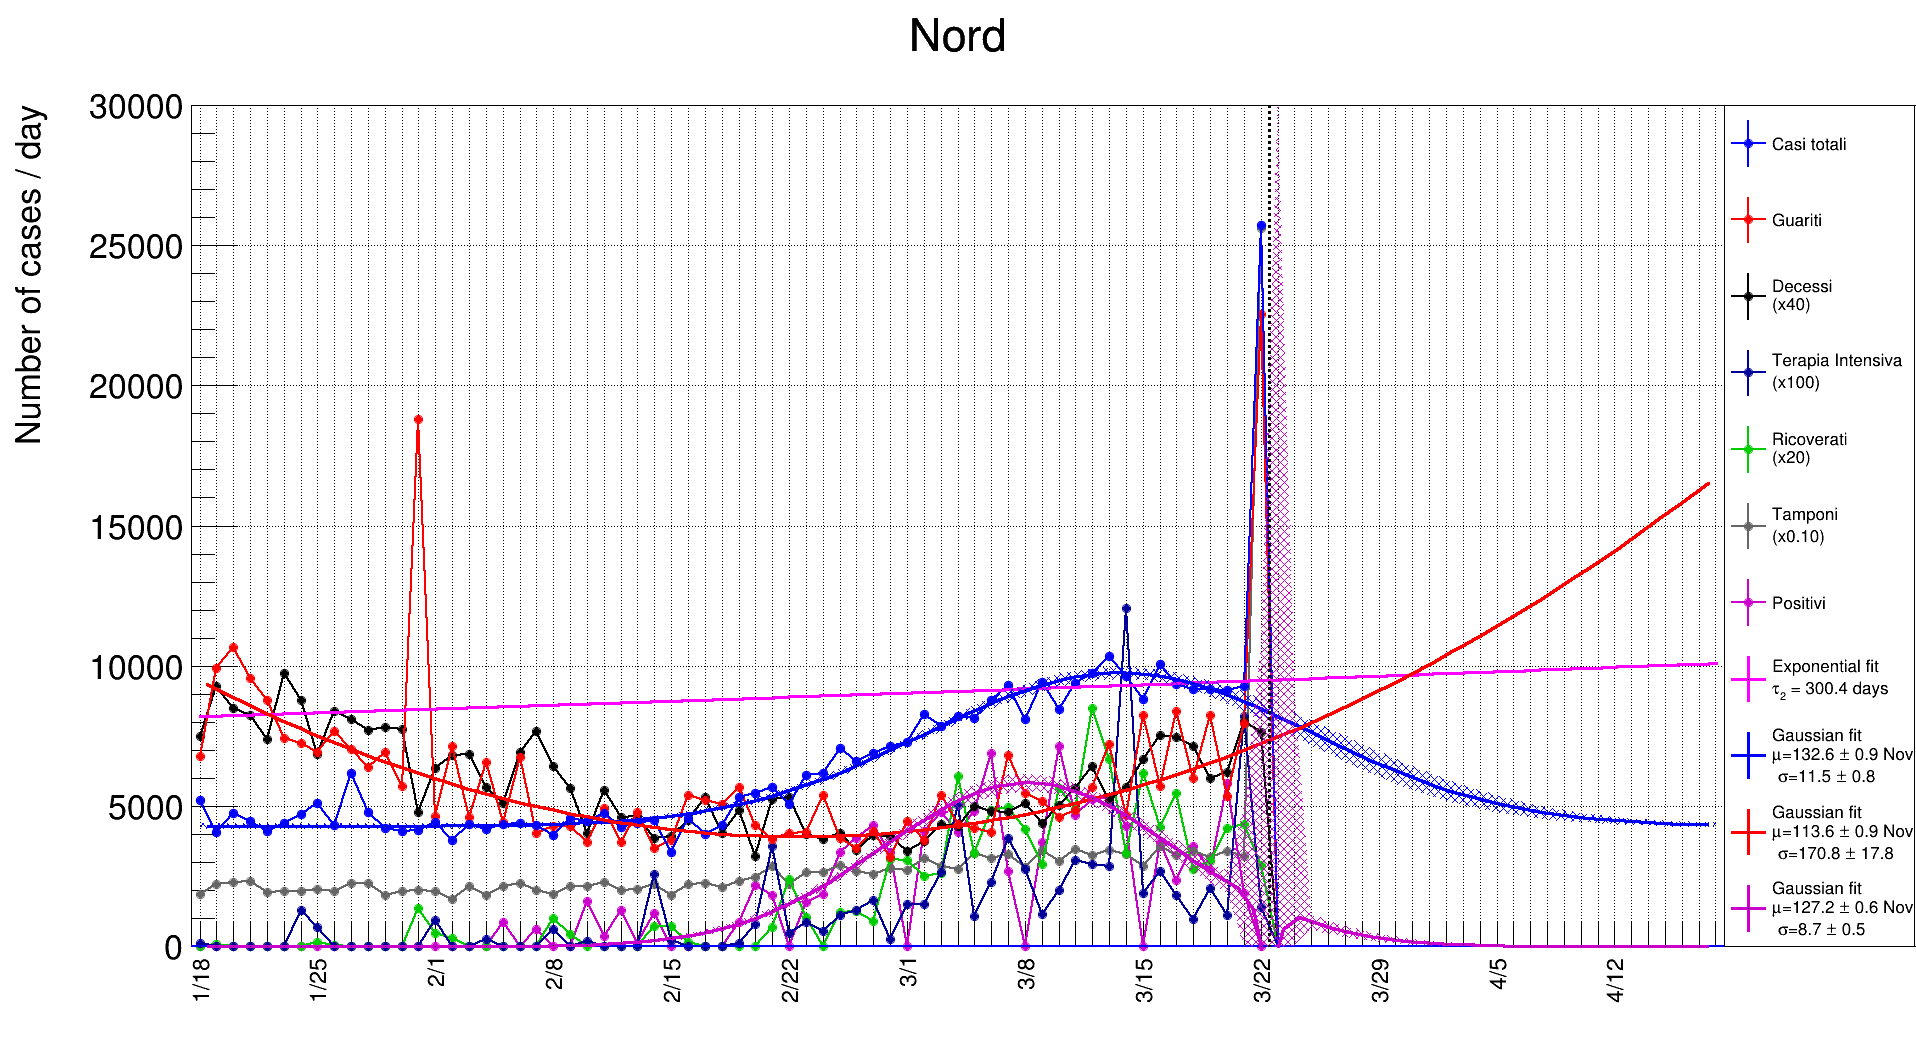 Nord
Number of cases / day
30000
25000
20000
15000
10000
5000
0
1/18
1/25
2/1
2/8
2/15
2/22
3/1
3/8
3/15
3/22
3/29
4/5
4/12
Casi totali
Guariti
Decessi
(x40)
Terapia Intensiva
(x100)
Ricoverati
(x20)
Tamponi
(x0.10)
Positivi
Exponential fit
τ2 = 300.4 days
Gaussian fit
μ=132.6 ± 0.9 Nov
σ=11.5 ± 0.8
Gaussian fit
μ=113.6 ± 0.9 Nov
σ=170.8 ± 17.8
Gaussian fit
μ=127.2 ± 0.6 Nov
σ=8.7 ± 0.5